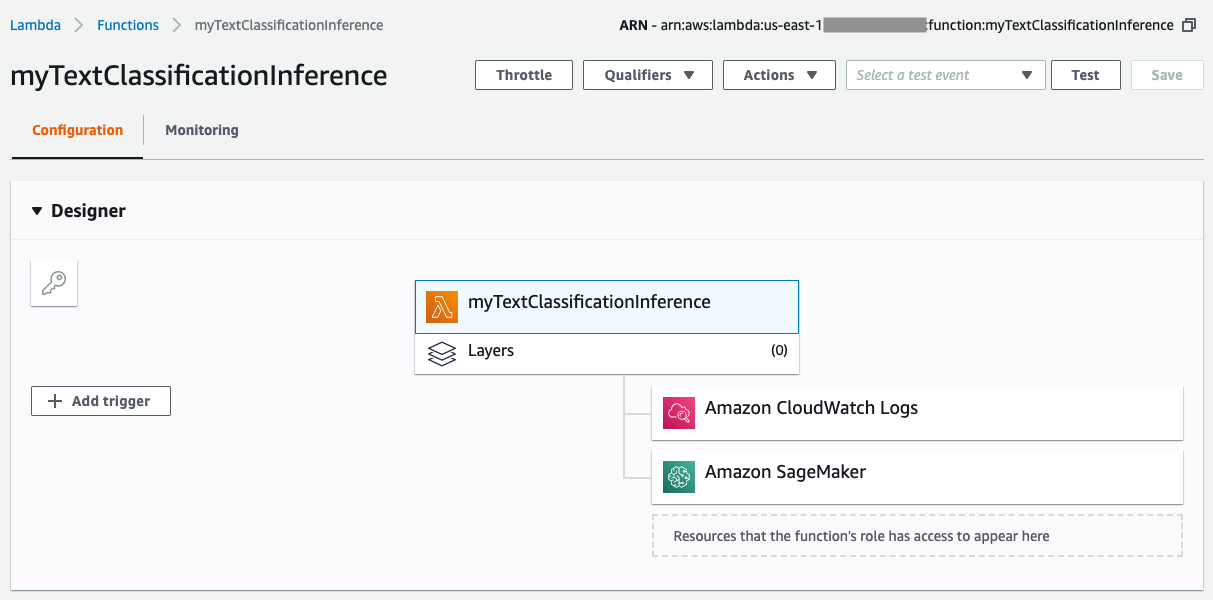 Lambda Functions myTextClassificationInference ARN - arn:aws:lambda:us-east-1 :function:myTextClassificationInference
myTextClassificationInference Throttle Qualifiers Actions Select a test event Test Save
Configuration Monitoring
Designer
myTextClassificationInference
Layers (0)
Add trigger
Amazon CloudWatch Logs
Amazon SageMaker
Resources that the function's role has access to appear here